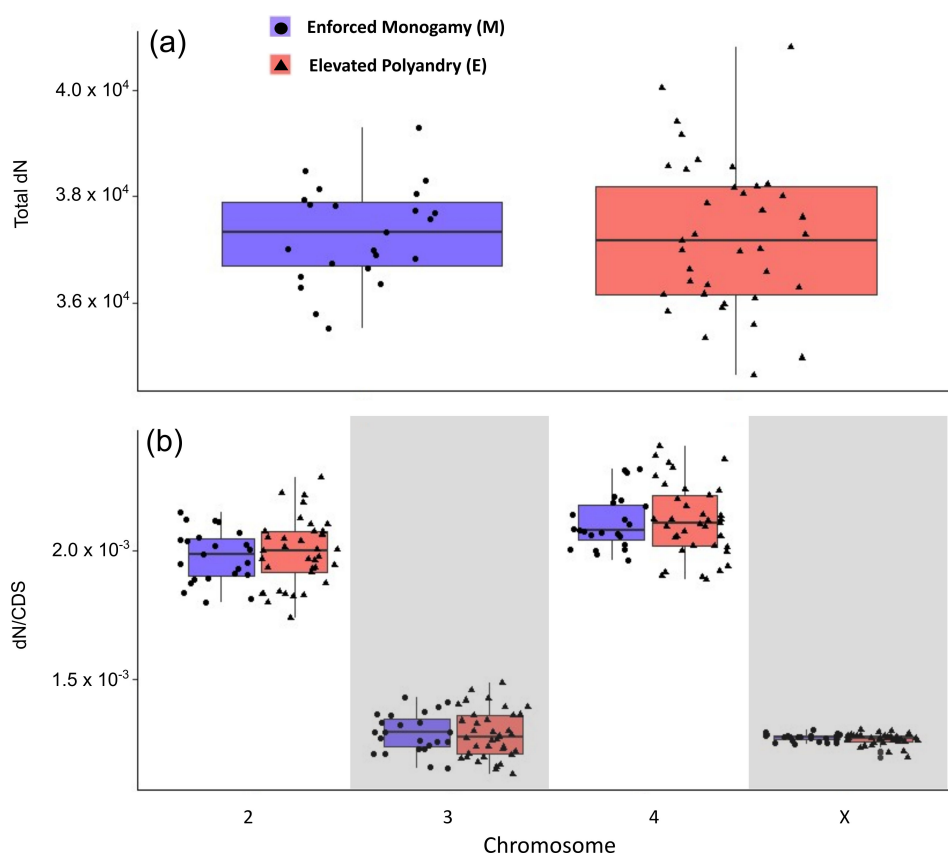 (a)
Enforced Monogamy (M)
Elevated Polyandry (E)
Total dN
4.0 x 10⁴
3.8 x 10⁴
3.6 x 10⁴
(b)
dN/CDS
2.0 x 10⁻³
1.5 x 10⁻³
2 3 4 X
Chromosome